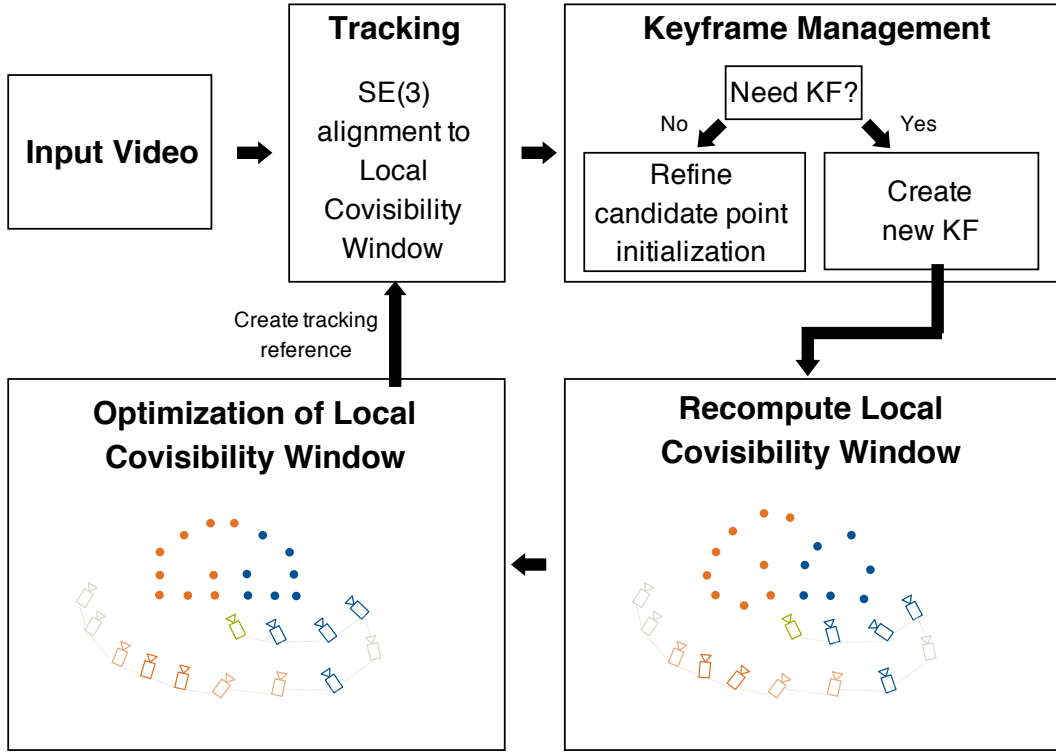 Input Video
Tracking
SE(3)
alignment to
Local
Covisibility
Window
Keyframe Management
Need KF?
No
Yes
Refine
candidate point
initialization
Create
new KF
Create tracking
reference
Optimization of Local
Covisibility Window
Recompute Local
Covisibility Window